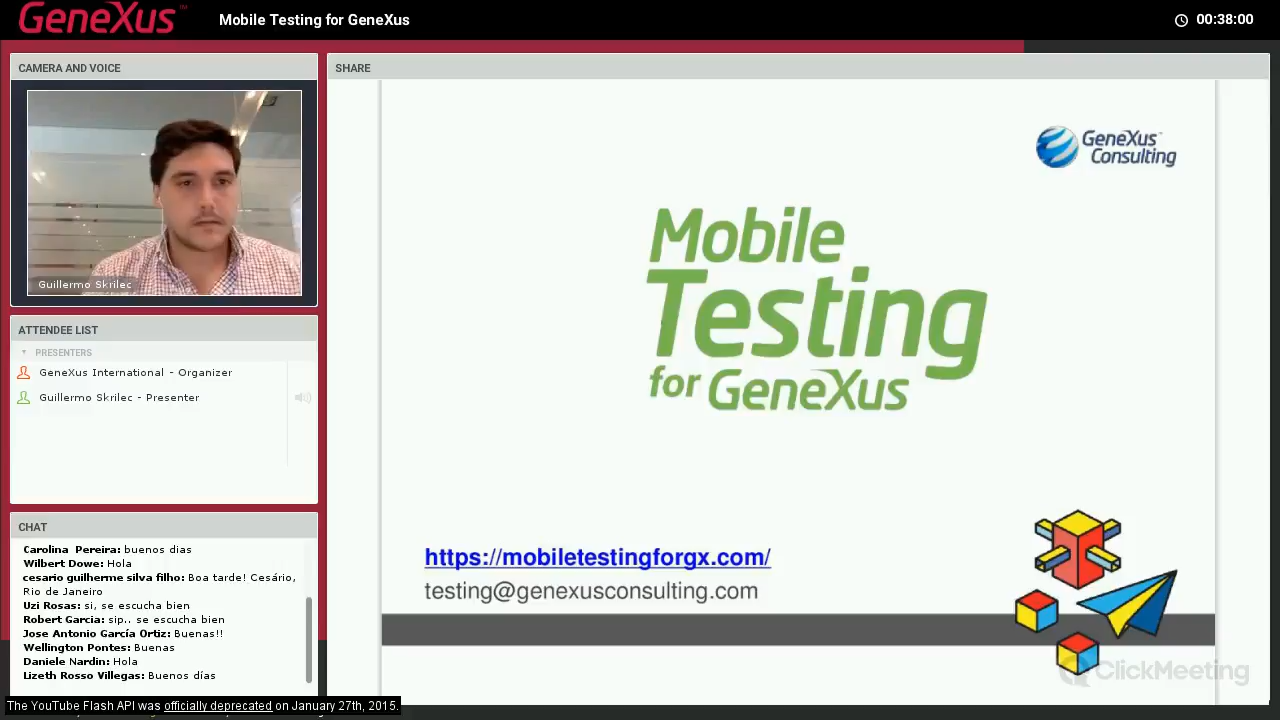 GeneXus™
Mobile Testing for GeneXus
00:38:00
CAMERA AND VOICE
Guillermo Skrilec
ATTENDEE LIST
PRESENTERS
GeneXus International - Organizer
Guillermo Skrilec - Presenter
CHAT
Carolina Pereira: buenos dias
Wilbert Dowe: Hola
cesario guilherme silva filho: Boa tarde! Cesário,
Rio de Janeiro
Uzi Rosas: si, se escucha bien
Robert Garcia: sip.. se escucha bien
Jose Antonio García Ortiz: Buenas!!
Wellington Pontes: Buenas
Daniele Nardin: Hola
Lizeth Rosso Villegas: Buenos días
The YouTube Flash API was officially deprecated on January 27th, 2015.
SHARE
GeneXus™
Consulting
Mobile
Testing
for GeneXus
https://mobiletestingforgx.com/
testing@genexusconsulting.com
ClickMeeting